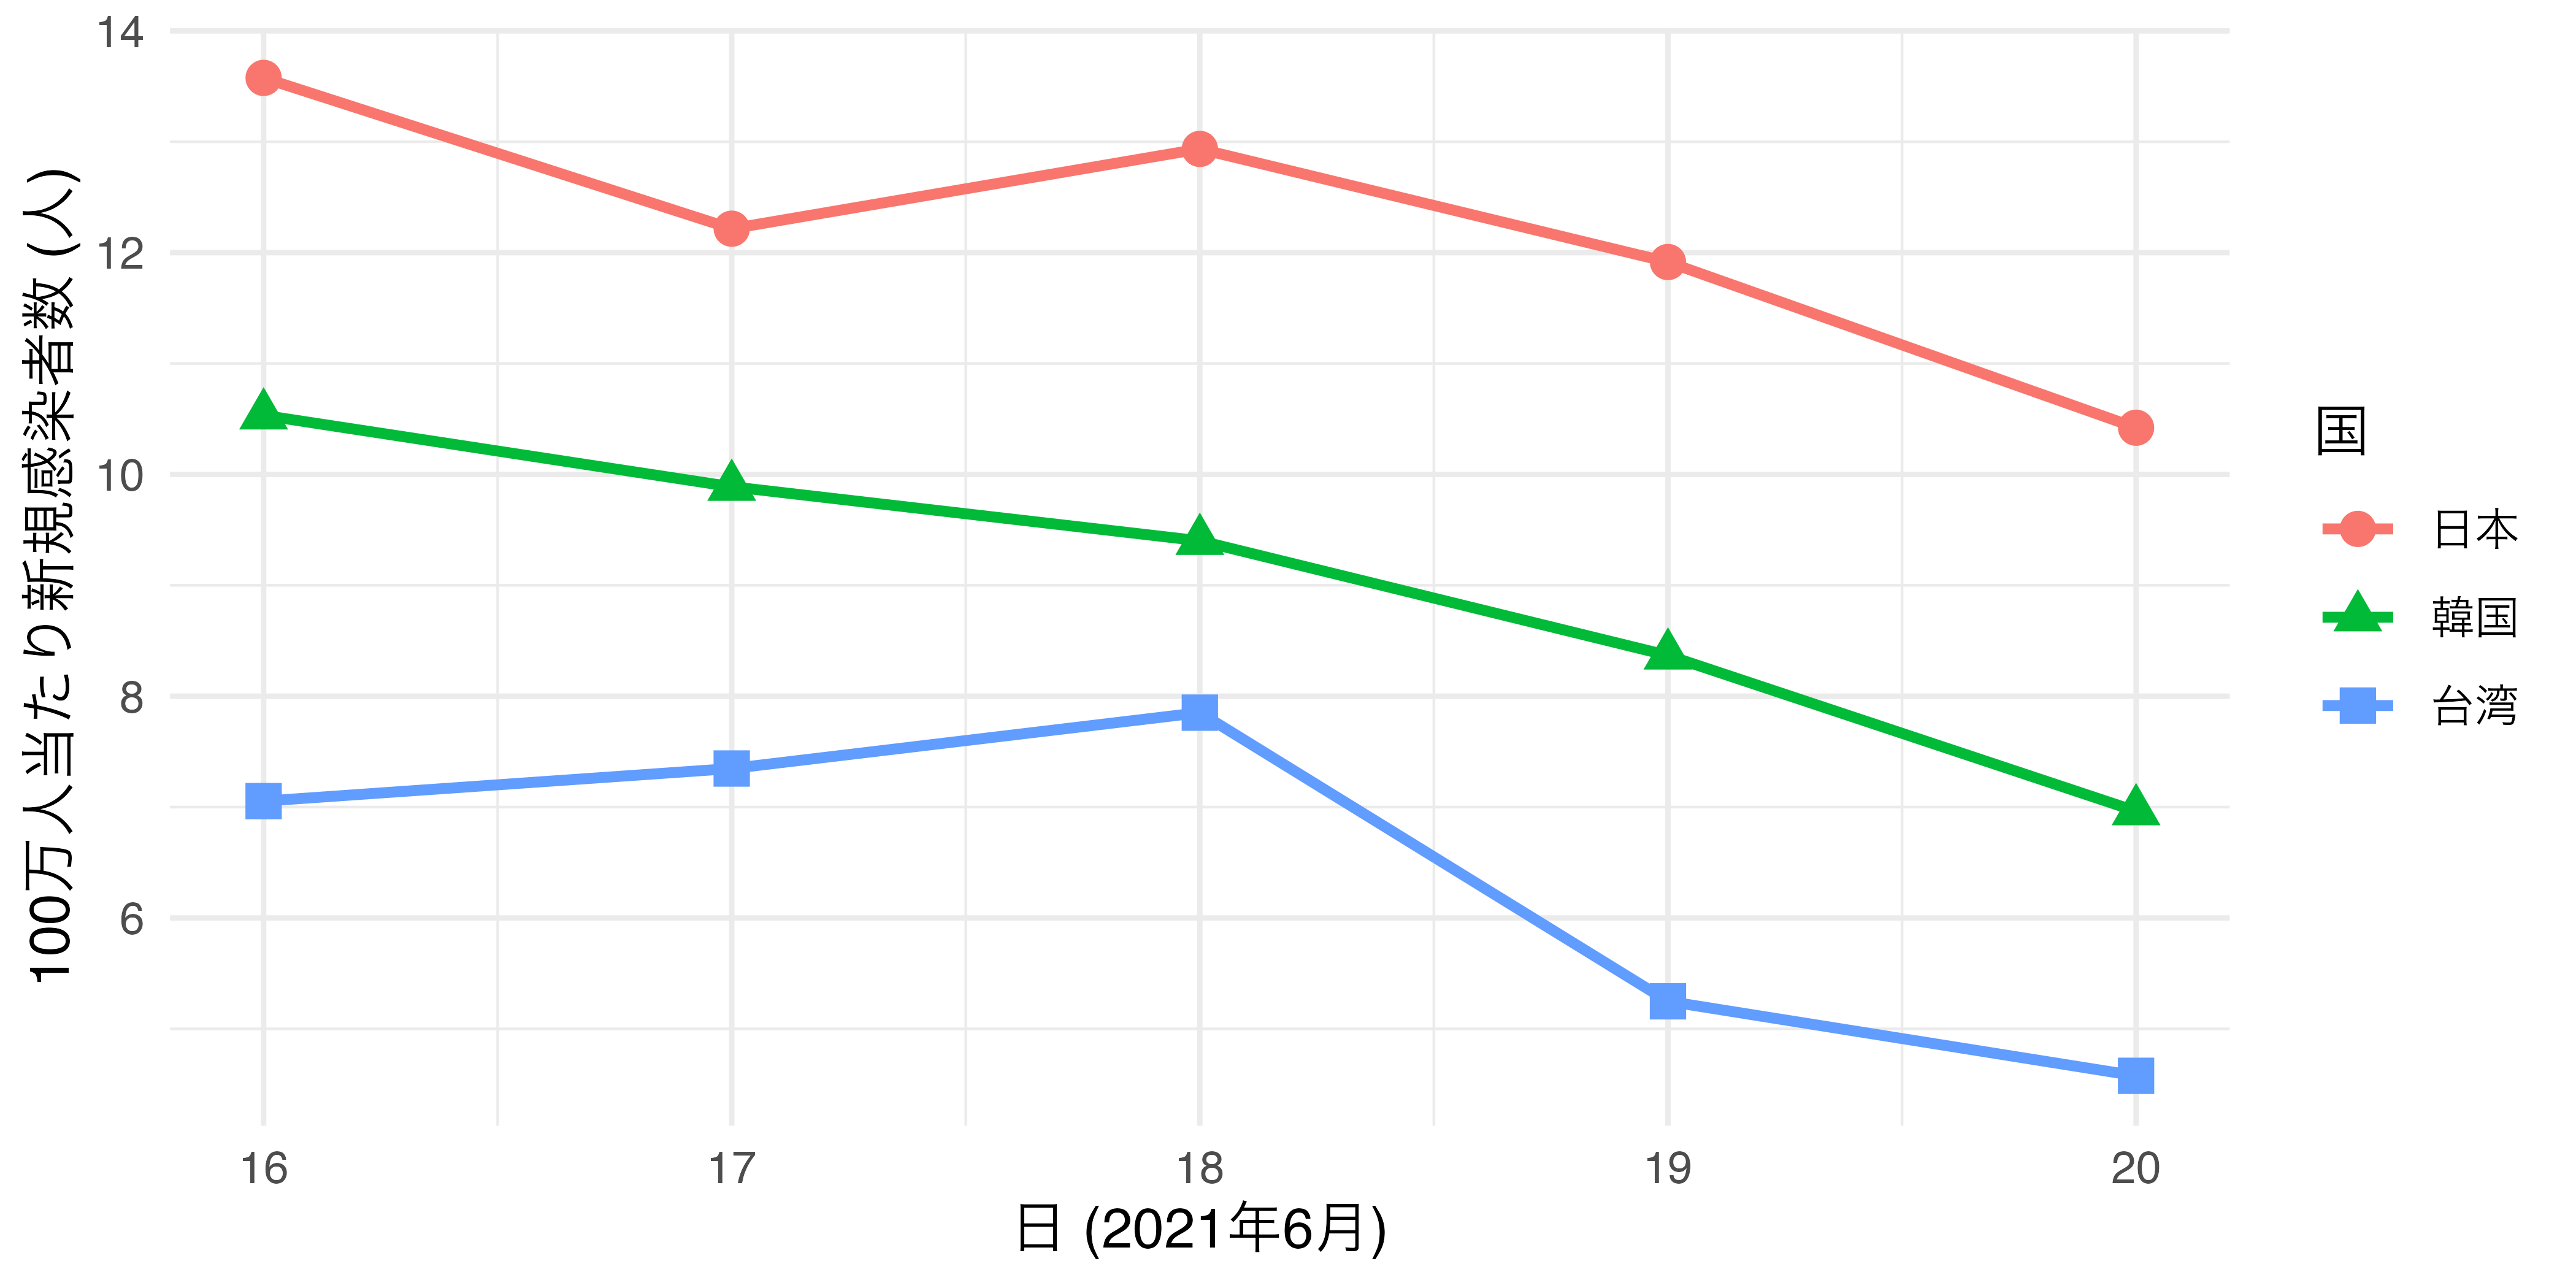 100万人当たり新規感染者数 (人)
14
12
10
8
6
16 17 18 19 20
日 (2021年6月)
国
日本
韓国
台湾